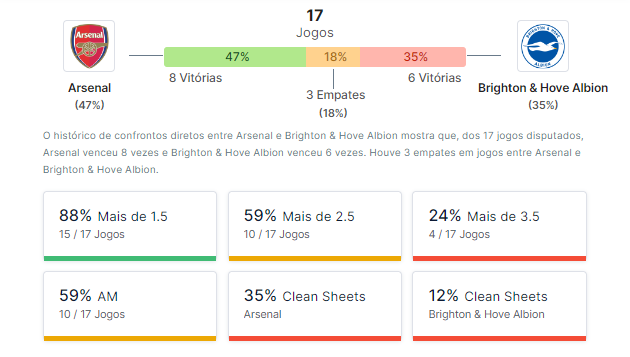 17
Jogos
Arsenal
47% 18% 35%
BRIGHTON & HOVE
ALBION
8 Vitórias 6 Vitórias
Arsenal 3 Empates Brighton & Hove Albion
(47%) (18%) (35%)
O histórico de confrontos diretos entre Arsenal e Brighton & Hove Albion mostra que, dos 17 jogos disputados,
Arsenal venceu 8 vezes e Brighton & Hove Albion venceu 6 vezes. Houve 3 empates em jogos entre Arsenal e
Brighton & Hove Albion.
88% Mais de 1.5
15 / 17 Jogos
59% Mais de 2.5
10 / 17 Jogos
24% Mais de 3.5
4 / 17 Jogos
59% AM
10 / 17 Jogos
35% Clean Sheets
Arsenal
12% Clean Sheets
Brighton & Hove Albion